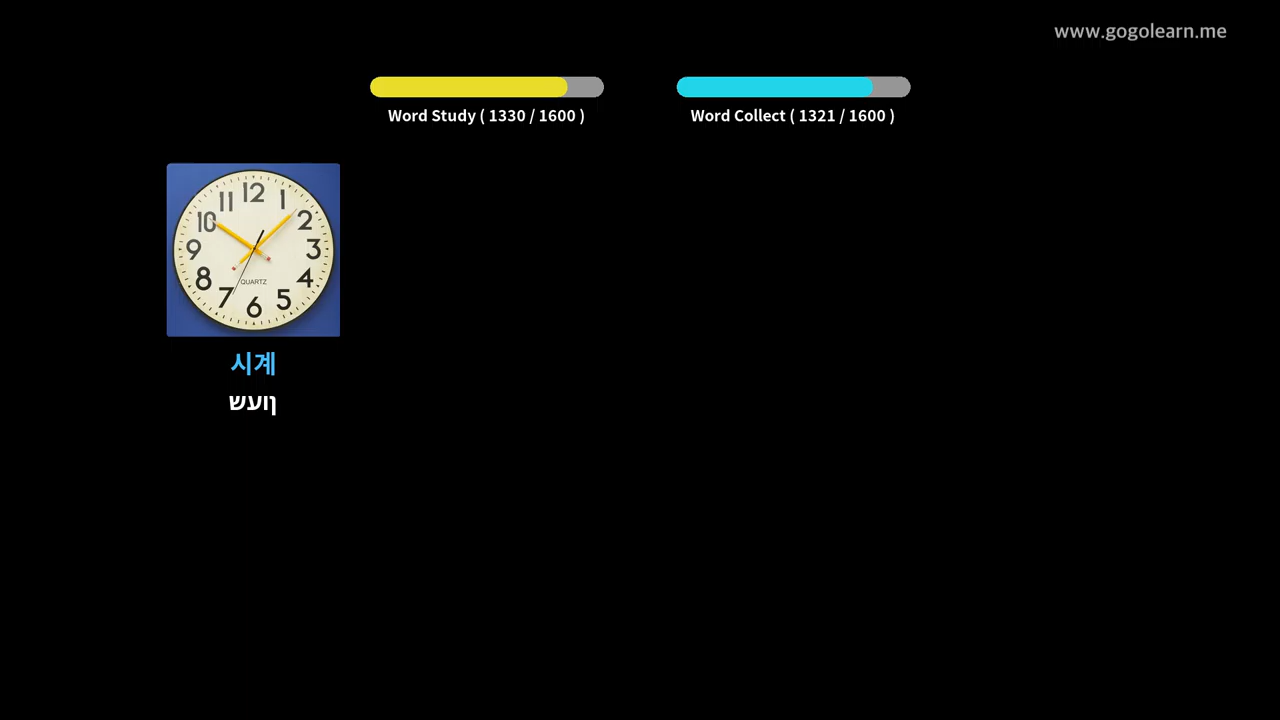 www.gogolearn.me
Word Study ( 1330 / 1600 )
Word Collect ( 1321 / 1600 )
12
1
2
3
4
5
6
7
8
9
10
11
QUARTZ
시계
שעון